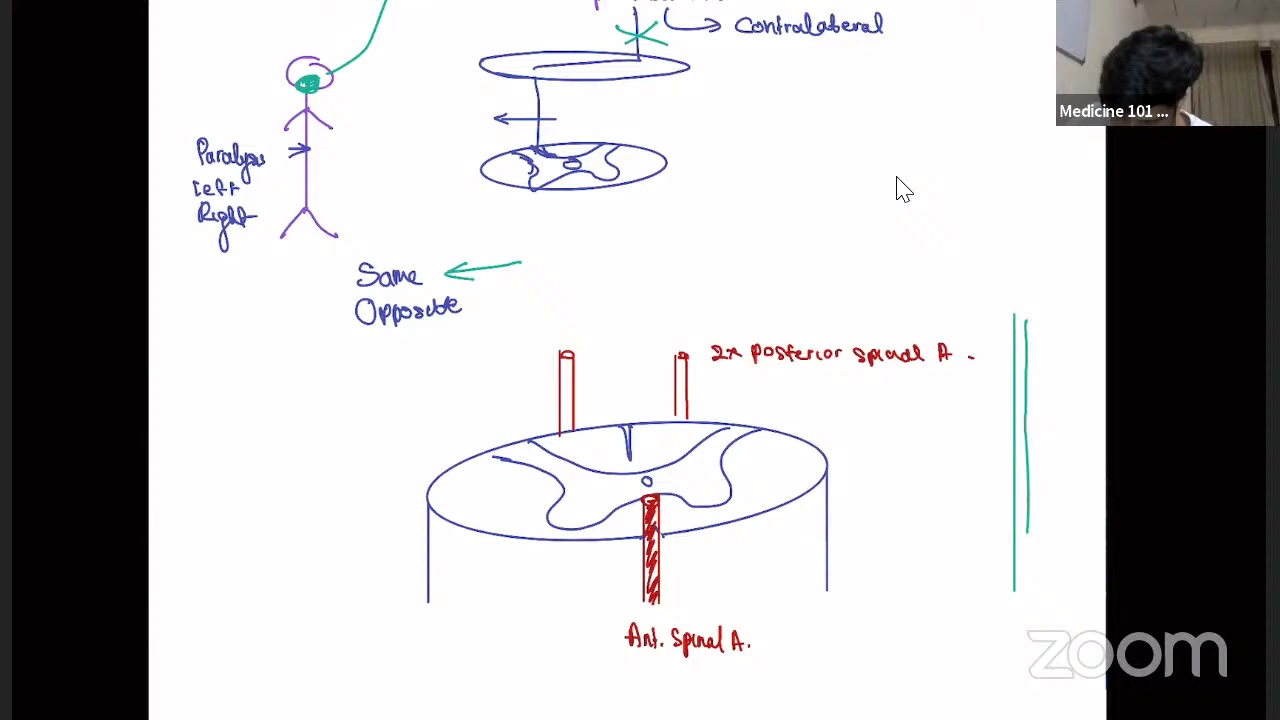 Contralateral
Medicine 101 ...
Paralysis
left
Right
Same
Opposite
2x Posterior spinal A.
Ant. Spinal A.
zoom